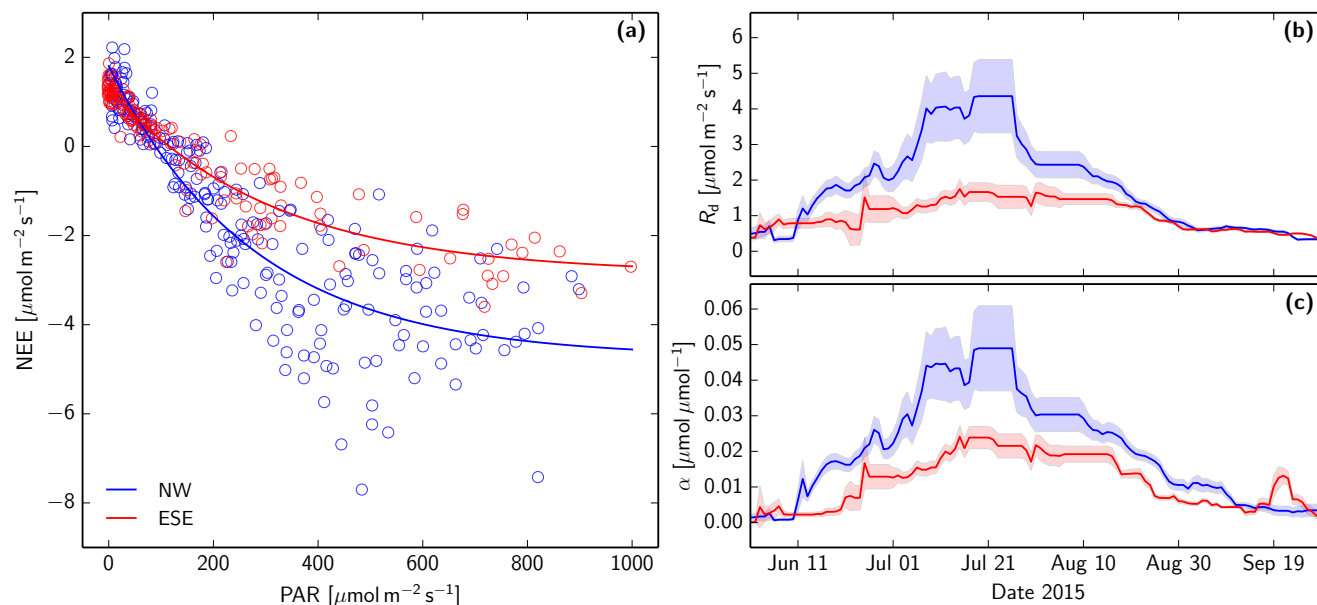 (a)
2
0
−2
−4
−6
−8
NEE [μmol m⁻² s⁻¹]
NW
ESE
0 200 400 600 800 1000
PAR [μmol m⁻² s⁻¹]
(b)
6
5
4
3
2
1
0
R_d [μmol m⁻² s⁻¹]
(c)
0.06
0.05
0.04
0.03
0.02
0.01
0.00
α [μmol μmol⁻¹]
Jun 11 Jul 01 Jul 21 Aug 10 Aug 30 Sep 19
Date 2015